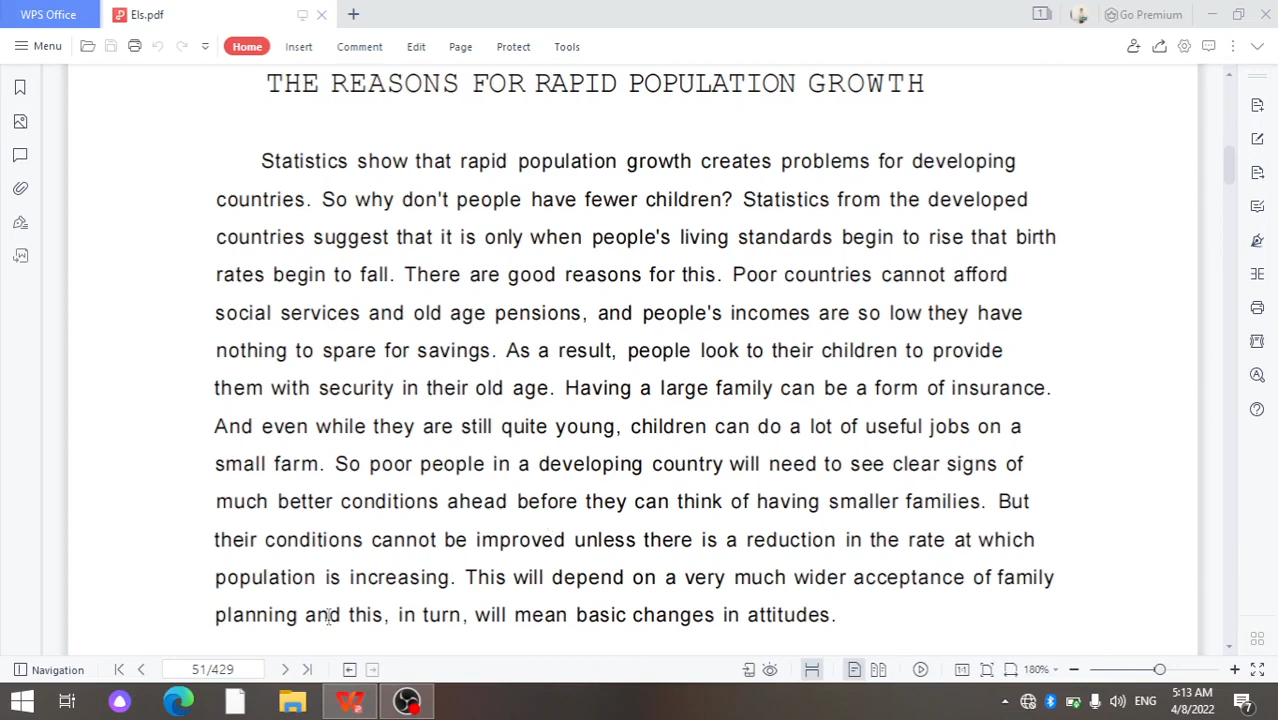 WPS Office
Els.pdf
1
Go Premium
Menu
Home
Insert
Comment
Edit
Page
Protect
Tools
THE REASONS FOR RAPID POPULATION GROWTH
Statistics show that rapid population growth creates problems for developing
countries. So why don't people have fewer children? Statistics from the developed
countries suggest that it is only when people's living standards begin to rise that birth
rates begin to fall. There are good reasons for this. Poor countries cannot afford
social services and old age pensions, and people's incomes are so low they have
nothing to spare for savings. As a result, people look to their children to provide
them with security in their old age. Having a large family can be a form of insurance.
And even while they are still quite young, children can do a lot of useful jobs on a
small farm. So poor people in a developing country will need to see clear signs of
much better conditions ahead before they can think of having smaller families. But
their conditions cannot be improved unless there is a reduction in the rate at which
population is increasing. This will depend on a very much wider acceptance of family
planning and this, in turn, will mean basic changes in attitudes.
Navigation
51/429
180%
ENG
5:13 AM
4/8/2022
7